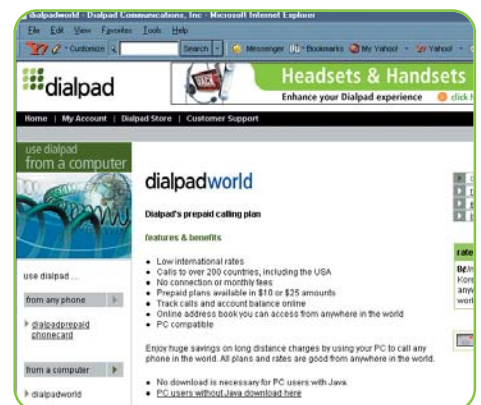 dialpadworld - Dialpad Communications, Inc - Microsoft Internet Explorer
File Edit View Favorites Tools Help
Customize Search Messenger Bookmarks My Yahoo! Yahoo!
dialpad
BACK
Headsets & Handsets
Enhance your Dialpad experience click
Home | My Account | Dialpad Store | Customer Support
use dialpad
from a computer
use dialpad ...
from any phone
dialpadprepaid
phonecard
from a computer
dialpadworld
dialpadworld
Dialpad's prepaid calling plan
features & benefits
• Low international rates
• Calls to over 200 countries, including the USA
• No connection or monthly fees
• Prepaid plans available in $10 or $25 amounts
• Track calls and account balance online
• Online address book you can access from anywhere in the world
• PC compatible
Enjoy huge savings on long distance charges by using your PC to call any
phone in the world. All plans and rates are good from anywhere in the world.
• No download is necessary for PC users with Java.
• PC users without Java download here
rate
8¢/m
Kore
anyw
worl